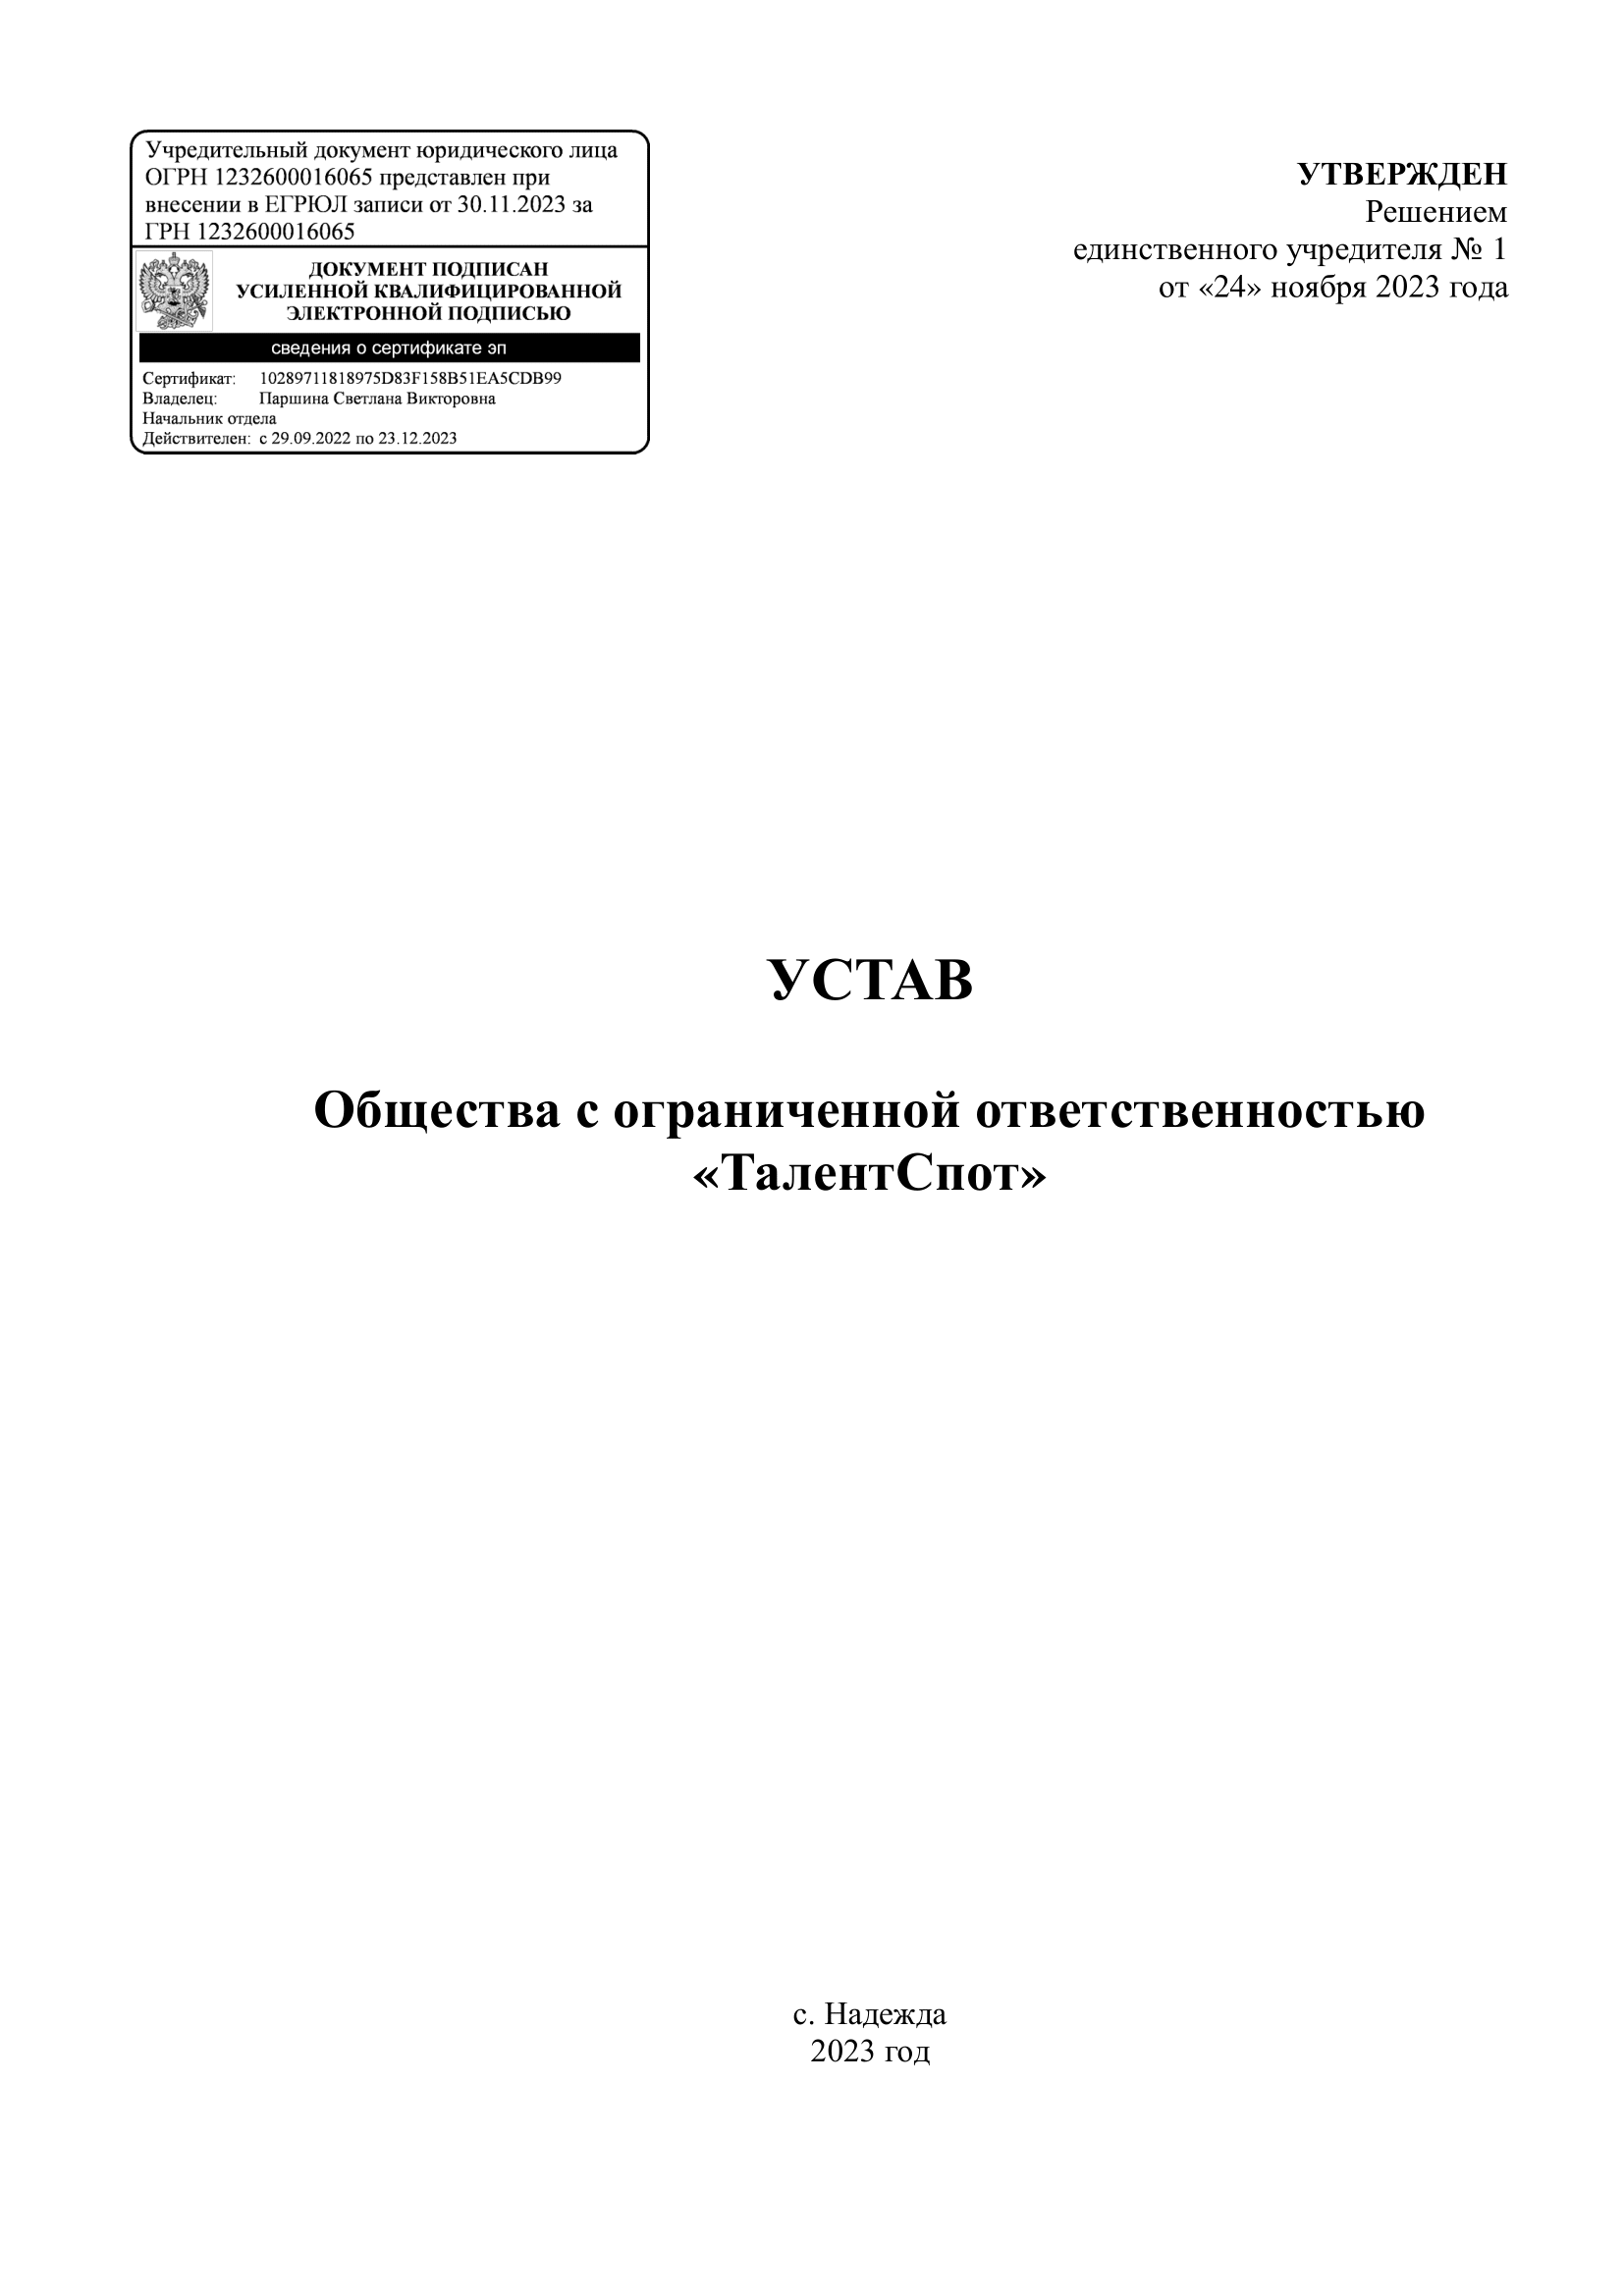 Учредительный документ юридического лица
ОГРН 1232600016065 представлен при
внесении в ЕГРЮЛ записи от 30.11.2023 за
ГРН 1232600016065
ДОКУМЕНТ ПОДПИСАН
УСИЛЕННОЙ КВАЛИФИЦИРОВАННОЙ
ЭЛЕКТРОННОЙ ПОДПИСЬЮ
сведения о сертификате эп
Сертификат: 10289711818975D83F158B51EA5CDB99
Владелец: Паршина Светлана Викторовна
Начальник отдела
Действителен: с 29.09.2022 по 23.12.2023
УТВЕРЖДЕН
Решением
единственного учредителя № 1
от «24» ноября 2023 года
УСТАВ
Общества с ограниченной ответственностью
«ТалентСпот»
с. Надежда
2023 год